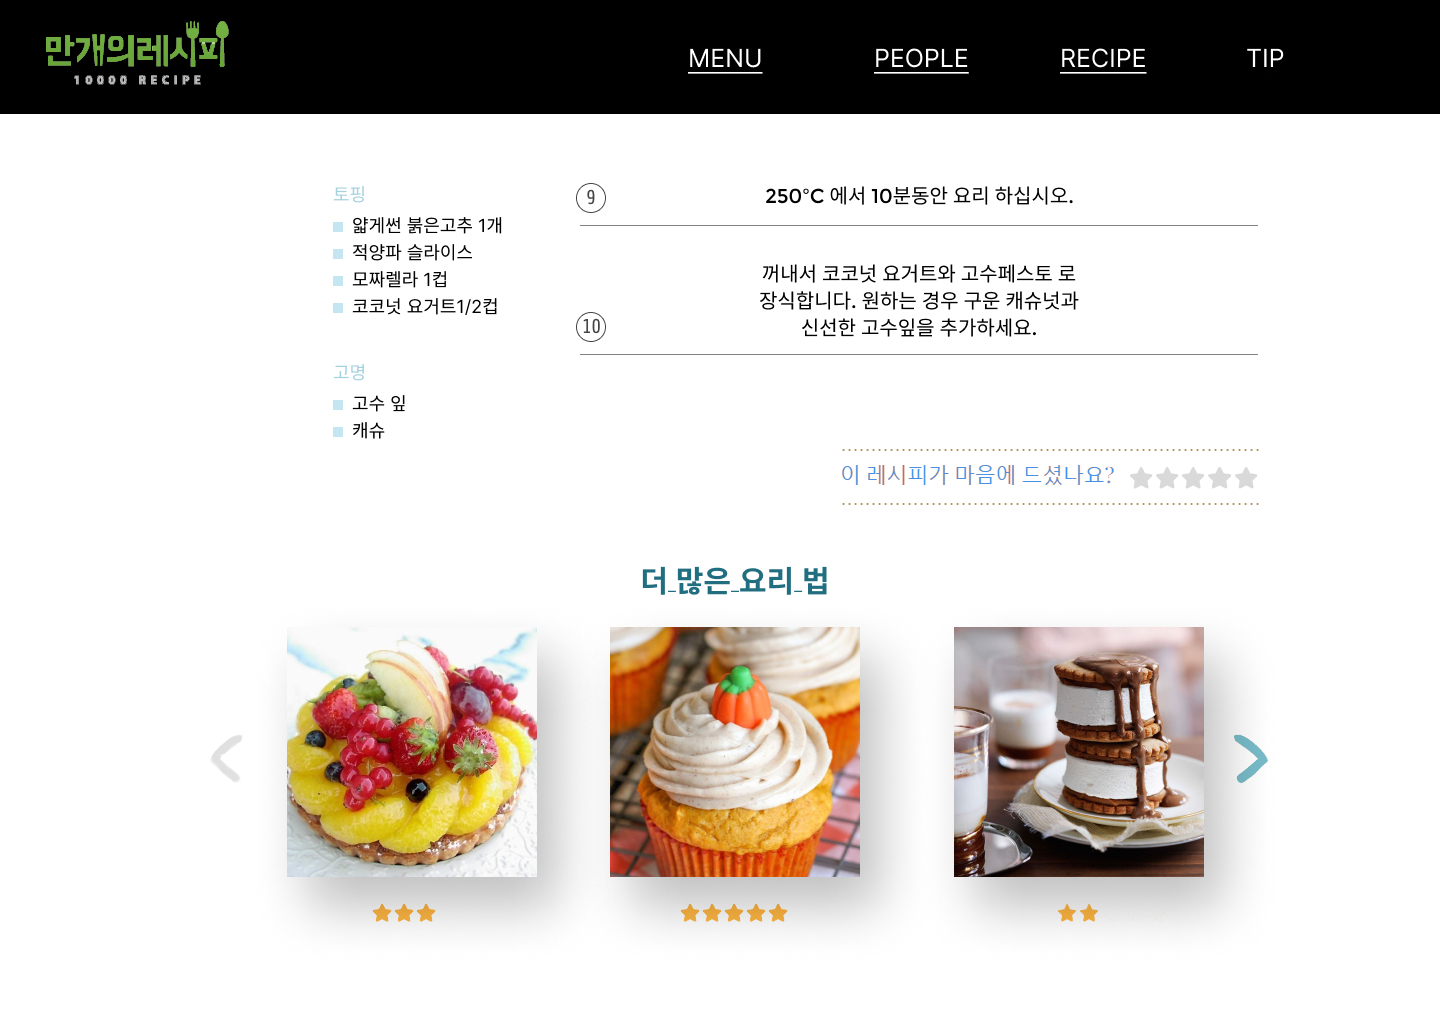 만개의레시피
10000 RECIPE
MENU
PEOPLE
RECIPE
TIP
토핑
얇게썬 붉은고추 1개
적양파 슬라이스
모짜렐라 1컵
코코넛 요거트1/2컵
고명
고수 잎
캐슈
9
250°C 에서 10분동안 요리 하십시오.
10
꺼내서 코코넛 요거트와 고수페스토 로
장식합니다. 원하는 경우 구운 캐슈넛과
신선한 고수잎을 추가하세요.
이 레시피가 마음에 드셨나요?
더 많은 요리 법